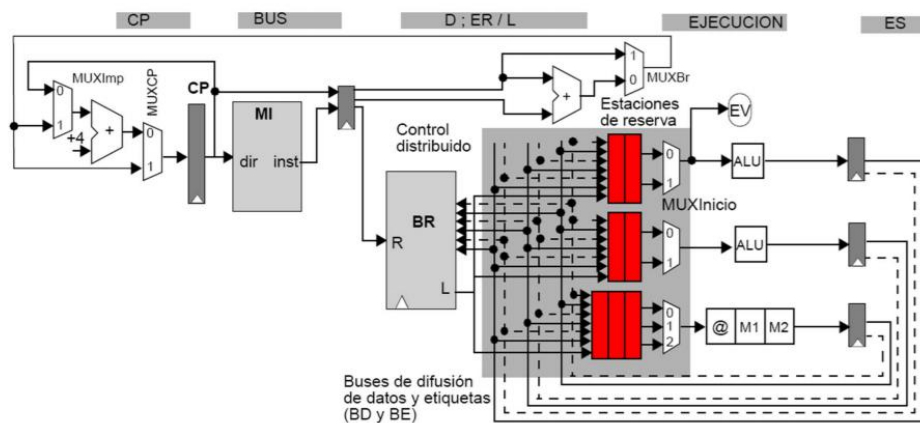 CP BUS D ; ER / L EJECUCION ES
MUXImp
MUXCP
CP
0
1
+4
+
0
1
MI
dir inst
+
1
0
MUXBr
Estaciones
de reserva
Control
distribuido
EV
0
1
ALU
MUXInicio
BR
R
L
0
1
ALU
0
1
2
@ M1 M2
Buses de difusión
de datos y etiquetas
(BD y BE)